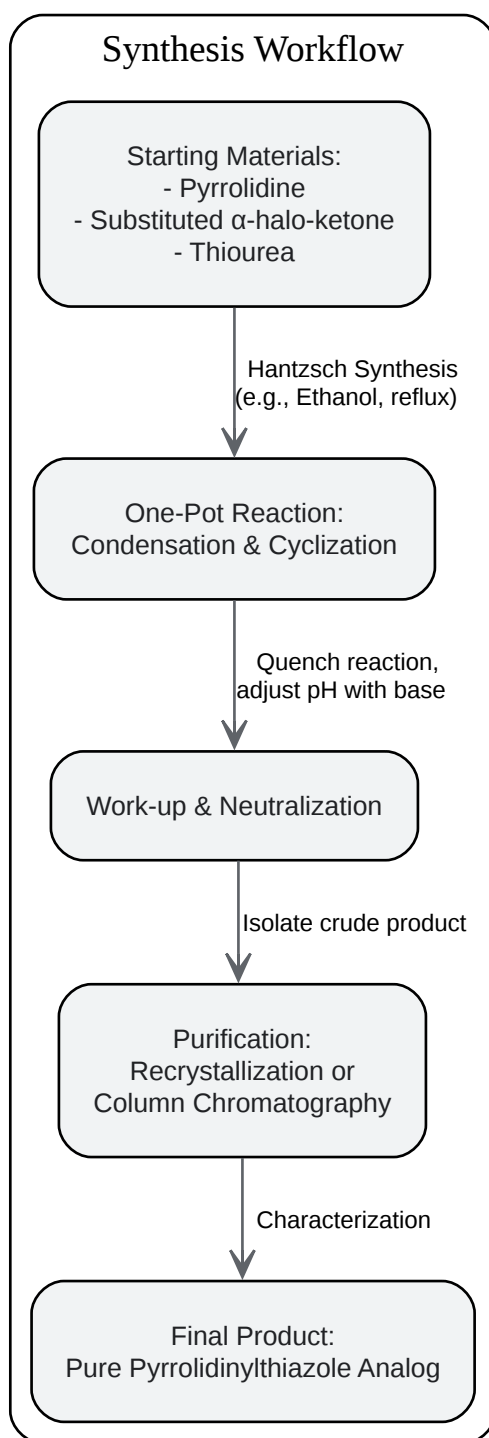 Synthesis Workflow
Starting Materials:
- Pyrrolidine
- Substituted α-halo-ketone
- Thiourea
Hantzsch Synthesis
(e.g., Ethanol, reflux)
One-Pot Reaction:
Condensation & Cyclization
Quench reaction,
adjust pH with base
Work-up & Neutralization
Isolate crude product
Purification:
Recrystallization or
Column Chromatography
Characterization
Final Product:
Pure Pyrrolidinylthiazole Analog